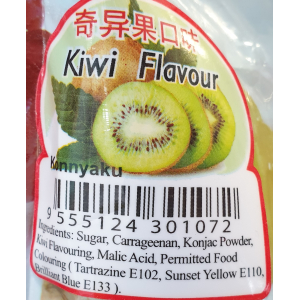 奇异果口味
Kiwi Flavour
Konnyaku
9 555124 301072
Ingredients: Sugar, Carrageenan, Konjac Powder,
Kiwi Flavouring, Malic Acid, Permitted Food
Colouring ( Tartrazine E102, Sunset Yellow E110,
Brilliant Blue E133 ).